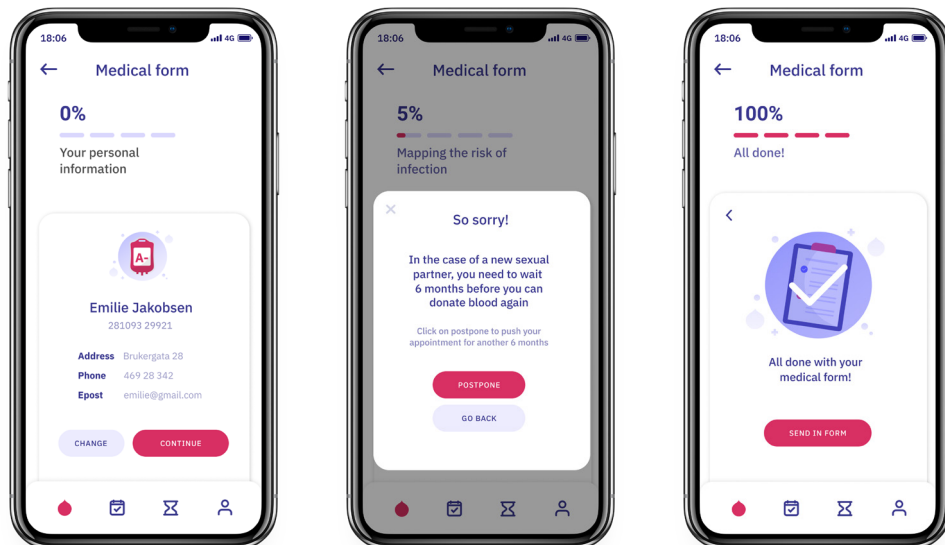 18:06
4G
Medical form
0%
Your personal
information
A-
Emilie Jakobsen
281093 29921
Address Brukergata 28
Phone 469 28 342
Epost emilie@gmail.com
CHANGE
CONTINUE
18:06
4G
Medical form
5%
Mapping the risk of
infection
So sorry!
In the case of a new sexual
partner, you need to wait
6 months before you can
donate blood again
Click on postpone to push your
appointment for another 6 months
POSTPONE
GO BACK
18:06
4G
Medical form
100%
All done!
All done with your
medical form!
SEND IN FORM